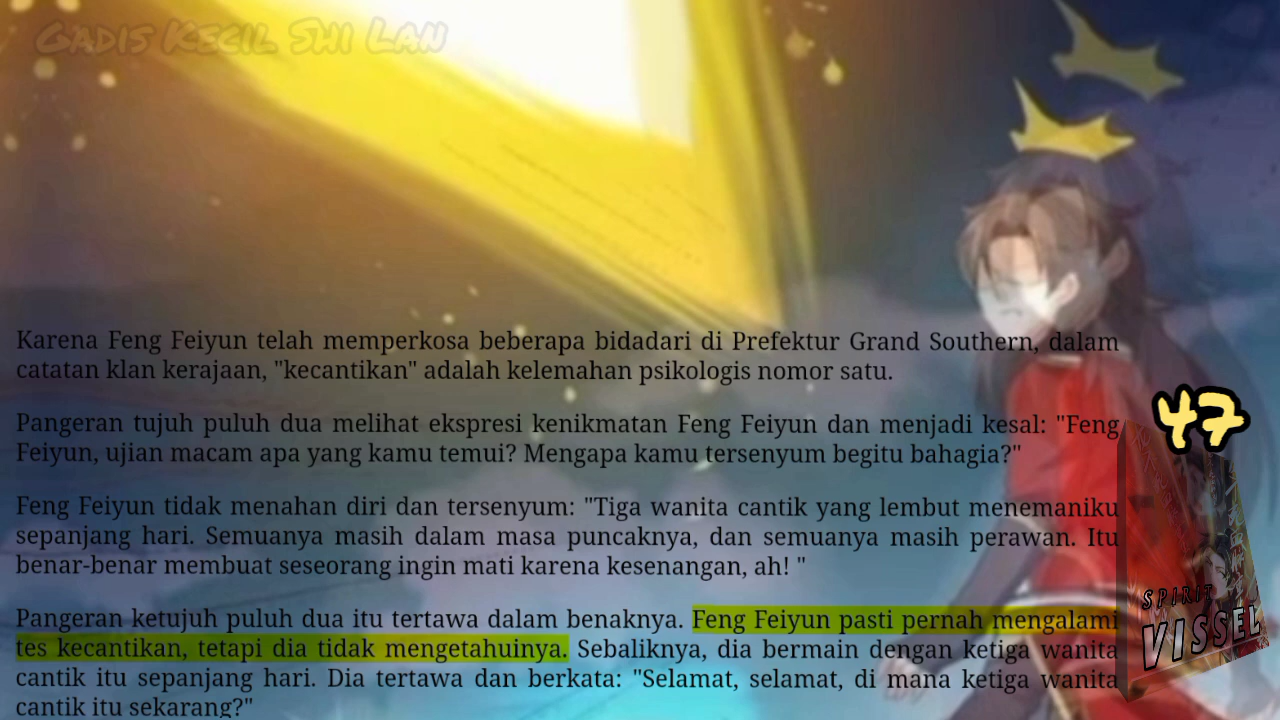 Gadis Kecil Shi Lan
Karena Feng Feiyun telah memperkosa beberapa bidadari di Prefektur Grand Southern, dalam
catatan klan kerajaan, "kecantikan" adalah kelemahan psikologis nomor satu.
Pangeran tujuh puluh dua melihat ekspresi kenikmatan Feng Feiyun dan menjadi kesal: "Feng
Feiyun, ujian macam apa yang kamu temui? Mengapa kamu tersenyum begitu bahagia?"
Feng Feiyun tidak menahan diri dan tersenyum: "Tiga wanita cantik yang lembut menemaniku
sepanjang hari. Semuanya masih dalam masa puncaknya, dan semuanya masih perawan. Itu
benar-benar membuat seseorang ingin mati karena kesenangan, ah! "
Pangeran ketujuh puluh dua itu tertawa dalam benaknya. Feng Feiyun pasti pernah mengalami
tes kecantikan, tetapi dia tidak mengetahuinya. Sebaliknya, dia bermain dengan ketiga wanita
cantik itu sepanjang hari. Dia tertawa dan berkata: "Selamat, selamat, di mana ketiga wanita
cantik itu sekarang?"
47
SPIRIT
VISSEL